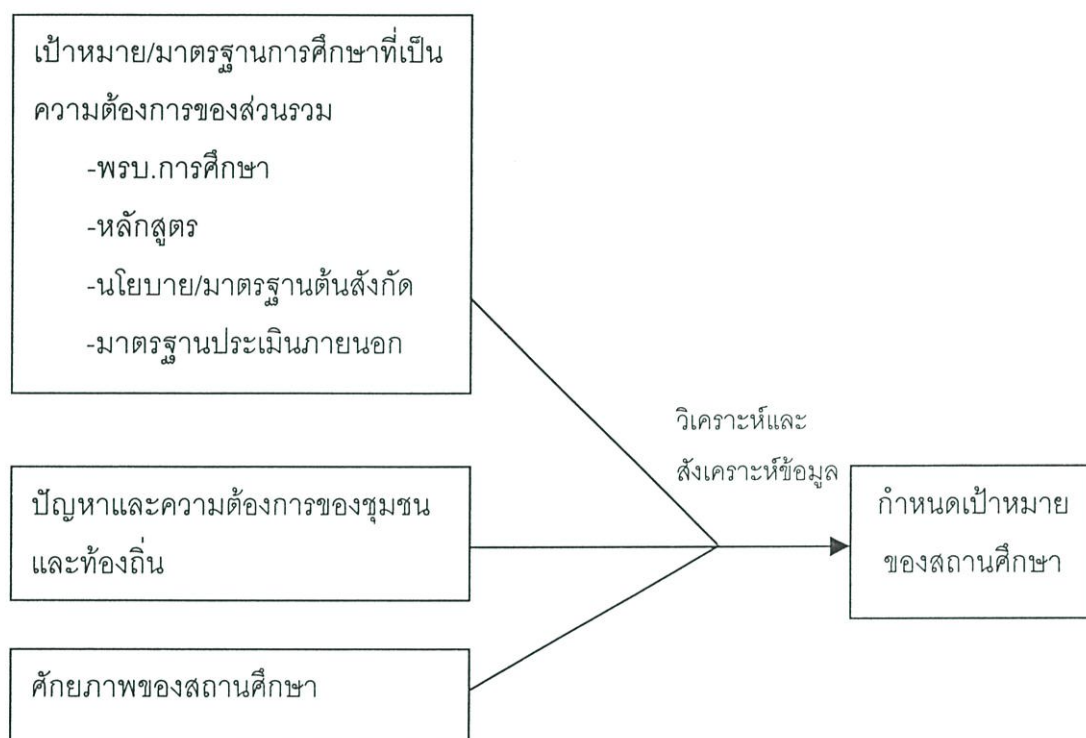 เป้าหมาย/มาตรฐานการศึกษาที่เป็น
ความต้องการของส่วนรวม
-พรบ.การศึกษา
-หลักสูตร
-นโยบาย/มาตรฐานต้นสังกัด
-มาตรฐานประเมินภายนอก
วิเคราะห์และ
สังเคราะห์ข้อมูล
ปัญหาและความต้องการของชุมชน
และท้องถิ่น
กำหนดเป้าหมาย
ของสถานศึกษา
ศักยภาพของสถานศึกษา